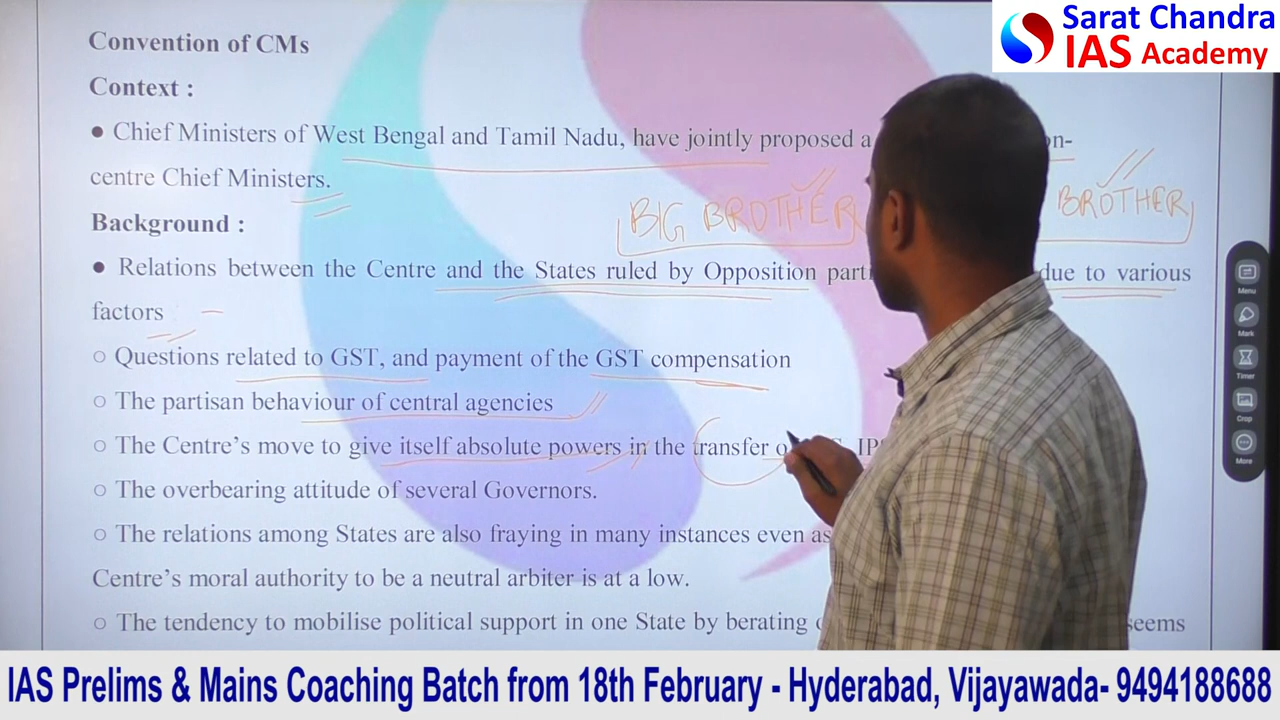 Sarat Chandra
IAS Academy
Convention of CMs
Context :
● Chief Ministers of West Bengal and Tamil Nadu, have jointly proposed a on-
centre Chief Ministers.
BIG BROTHER BROTHER
Background :
● Relations between the Centre and the States ruled by Opposition due to various
factors
○ Questions related to GST, and payment of the GST compensation
○ The partisan behaviour of central agencies
○ The Centre's move to give itself absolute powers in the transfer
○ The overbearing attitude of several Governors.
○ The relations among States are also fraying in many instances even as
Centre's moral authority to be a neutral arbiter is at a low.
○ The tendency to mobilise political support in one State by berating seems
Menu
Mark
Timer
Crop
More
IAS Prelims & Mains Coaching Batch from 18th February - Hyderabad, Vijayawada- 9494188688